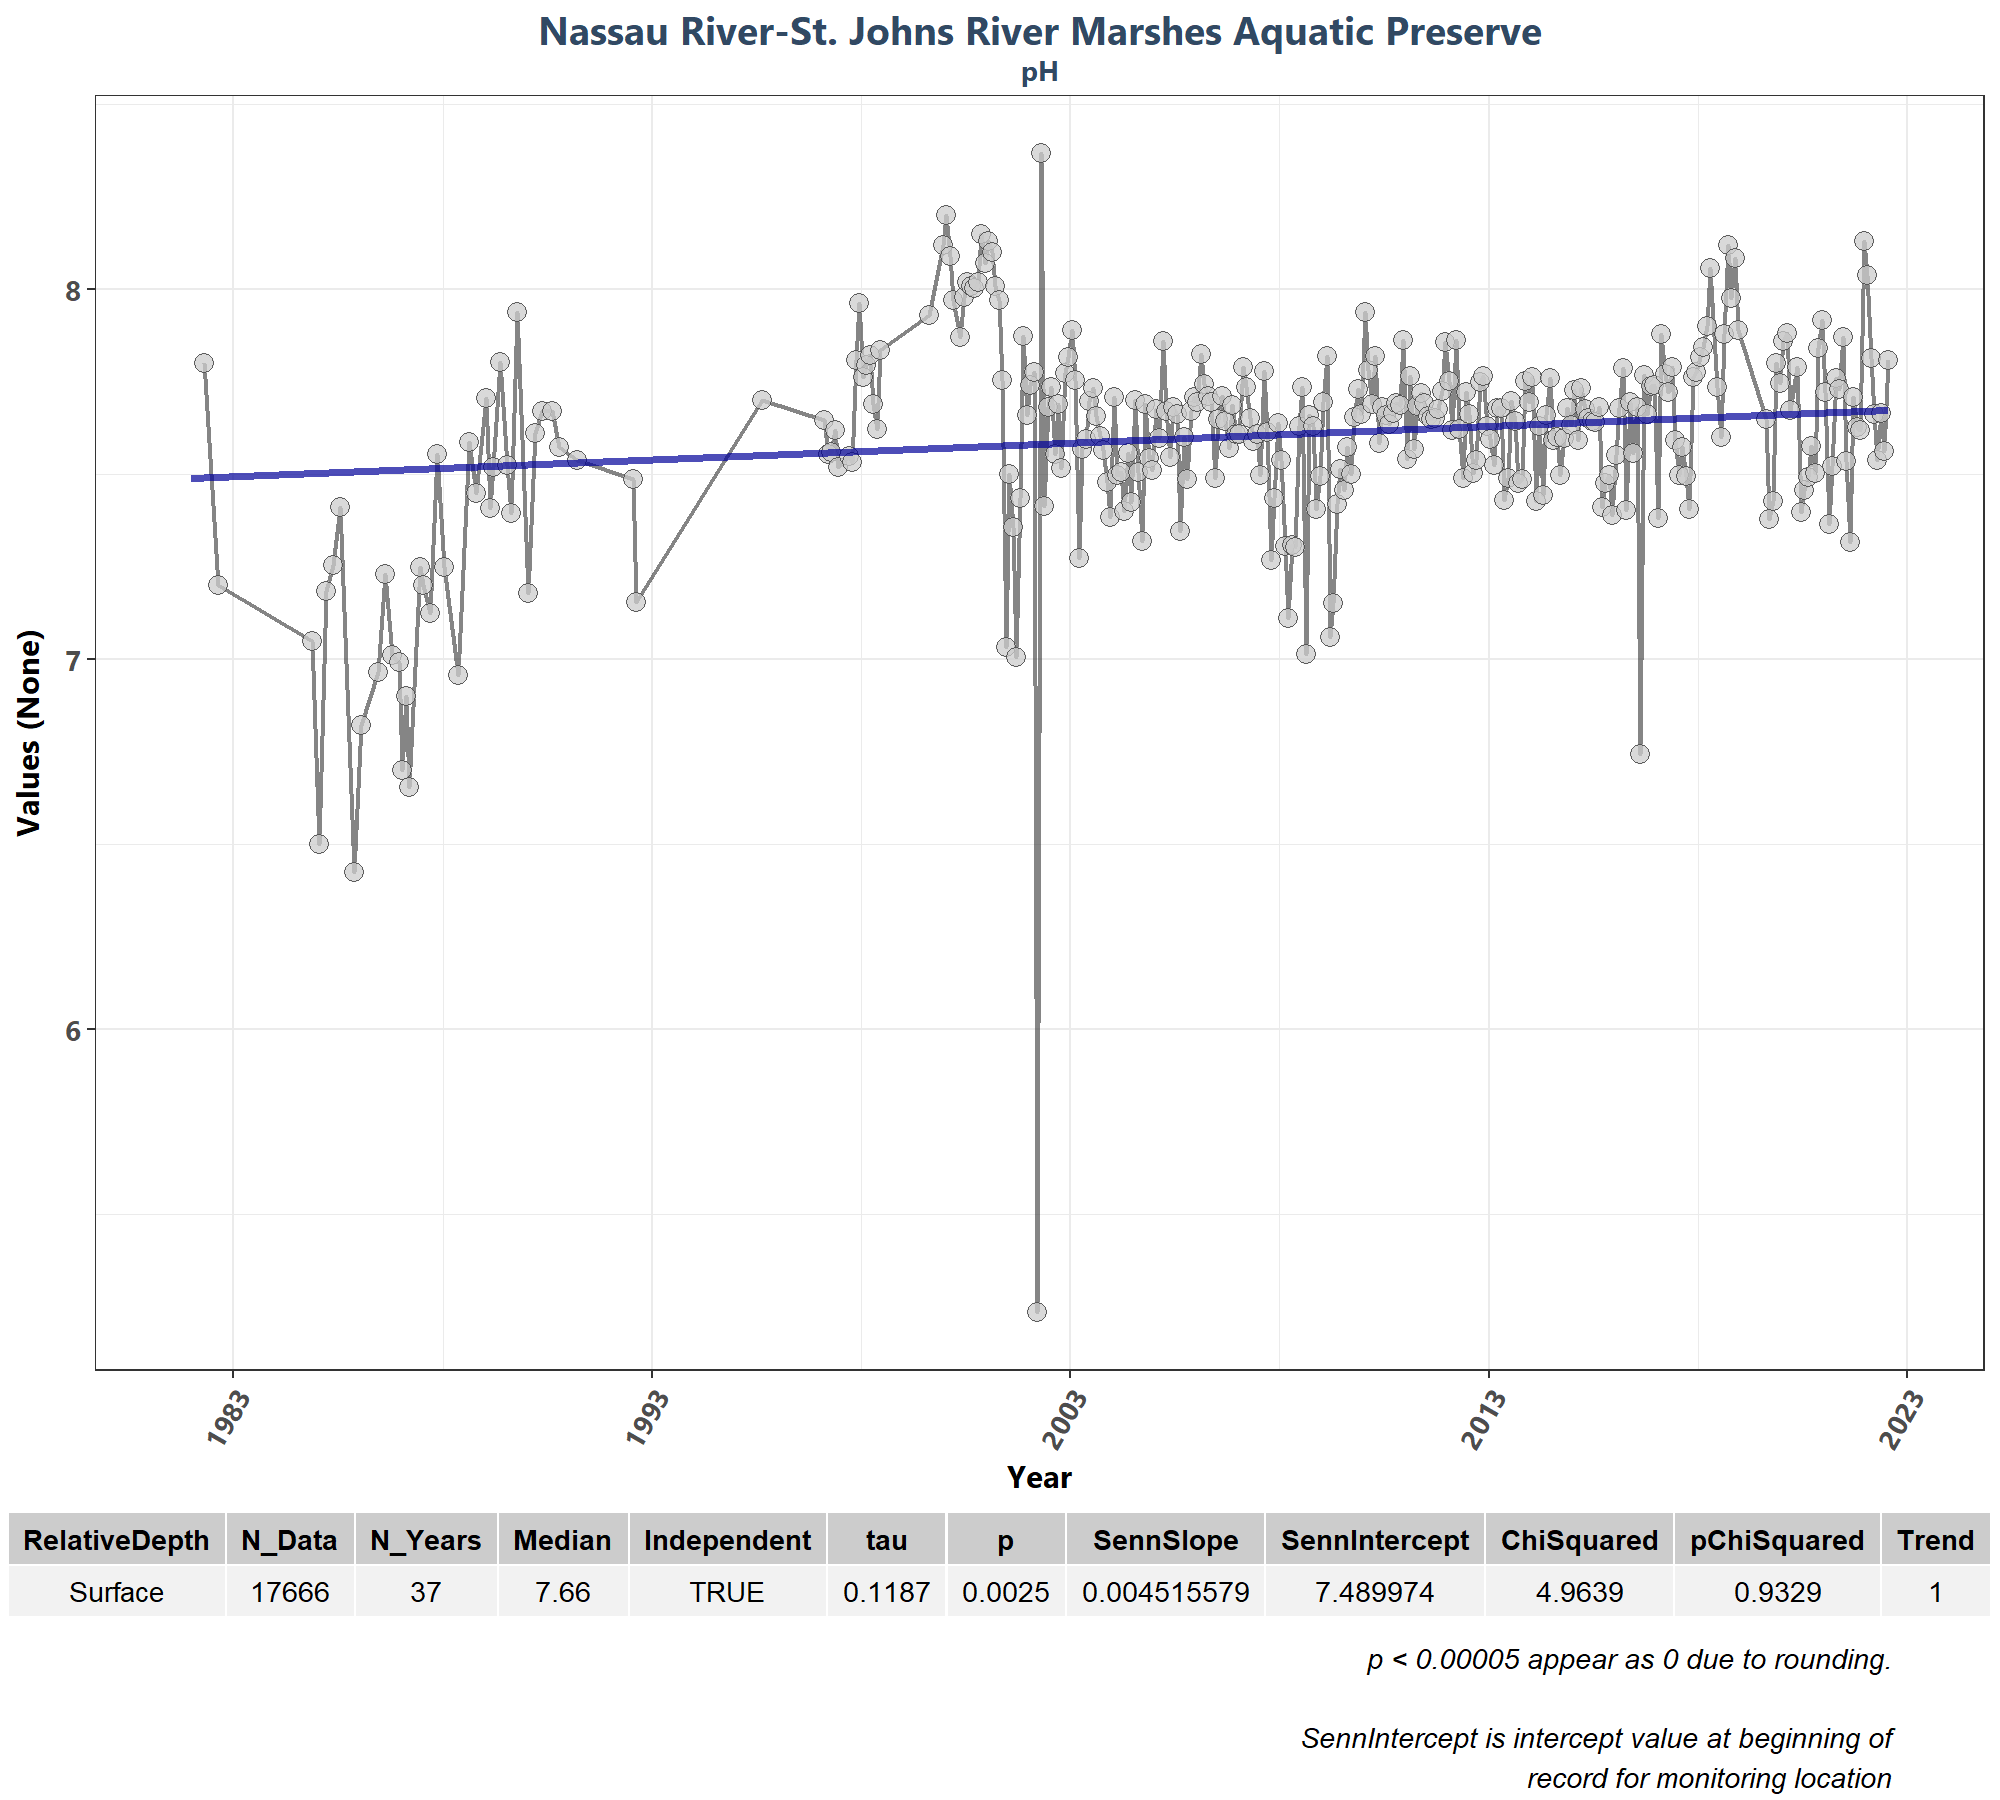 Nassau River-St. Johns River Marshes Aquatic Preserve
pH
Values (None)
8
7
6
1983 1993 2003 2013 2023
Year
RelativeDepth N_Data N_Years Median Independent tau p SennSlope SennIntercept ChiSquared pChiSquared Trend
Surface 17666 37 7.66 TRUE 0.1187 0.0025 0.004515579 7.489974 4.9639 0.9329 1
p < 0.00005 appear as 0 due to rounding.
SennIntercept is intercept value at beginning of
record for monitoring location